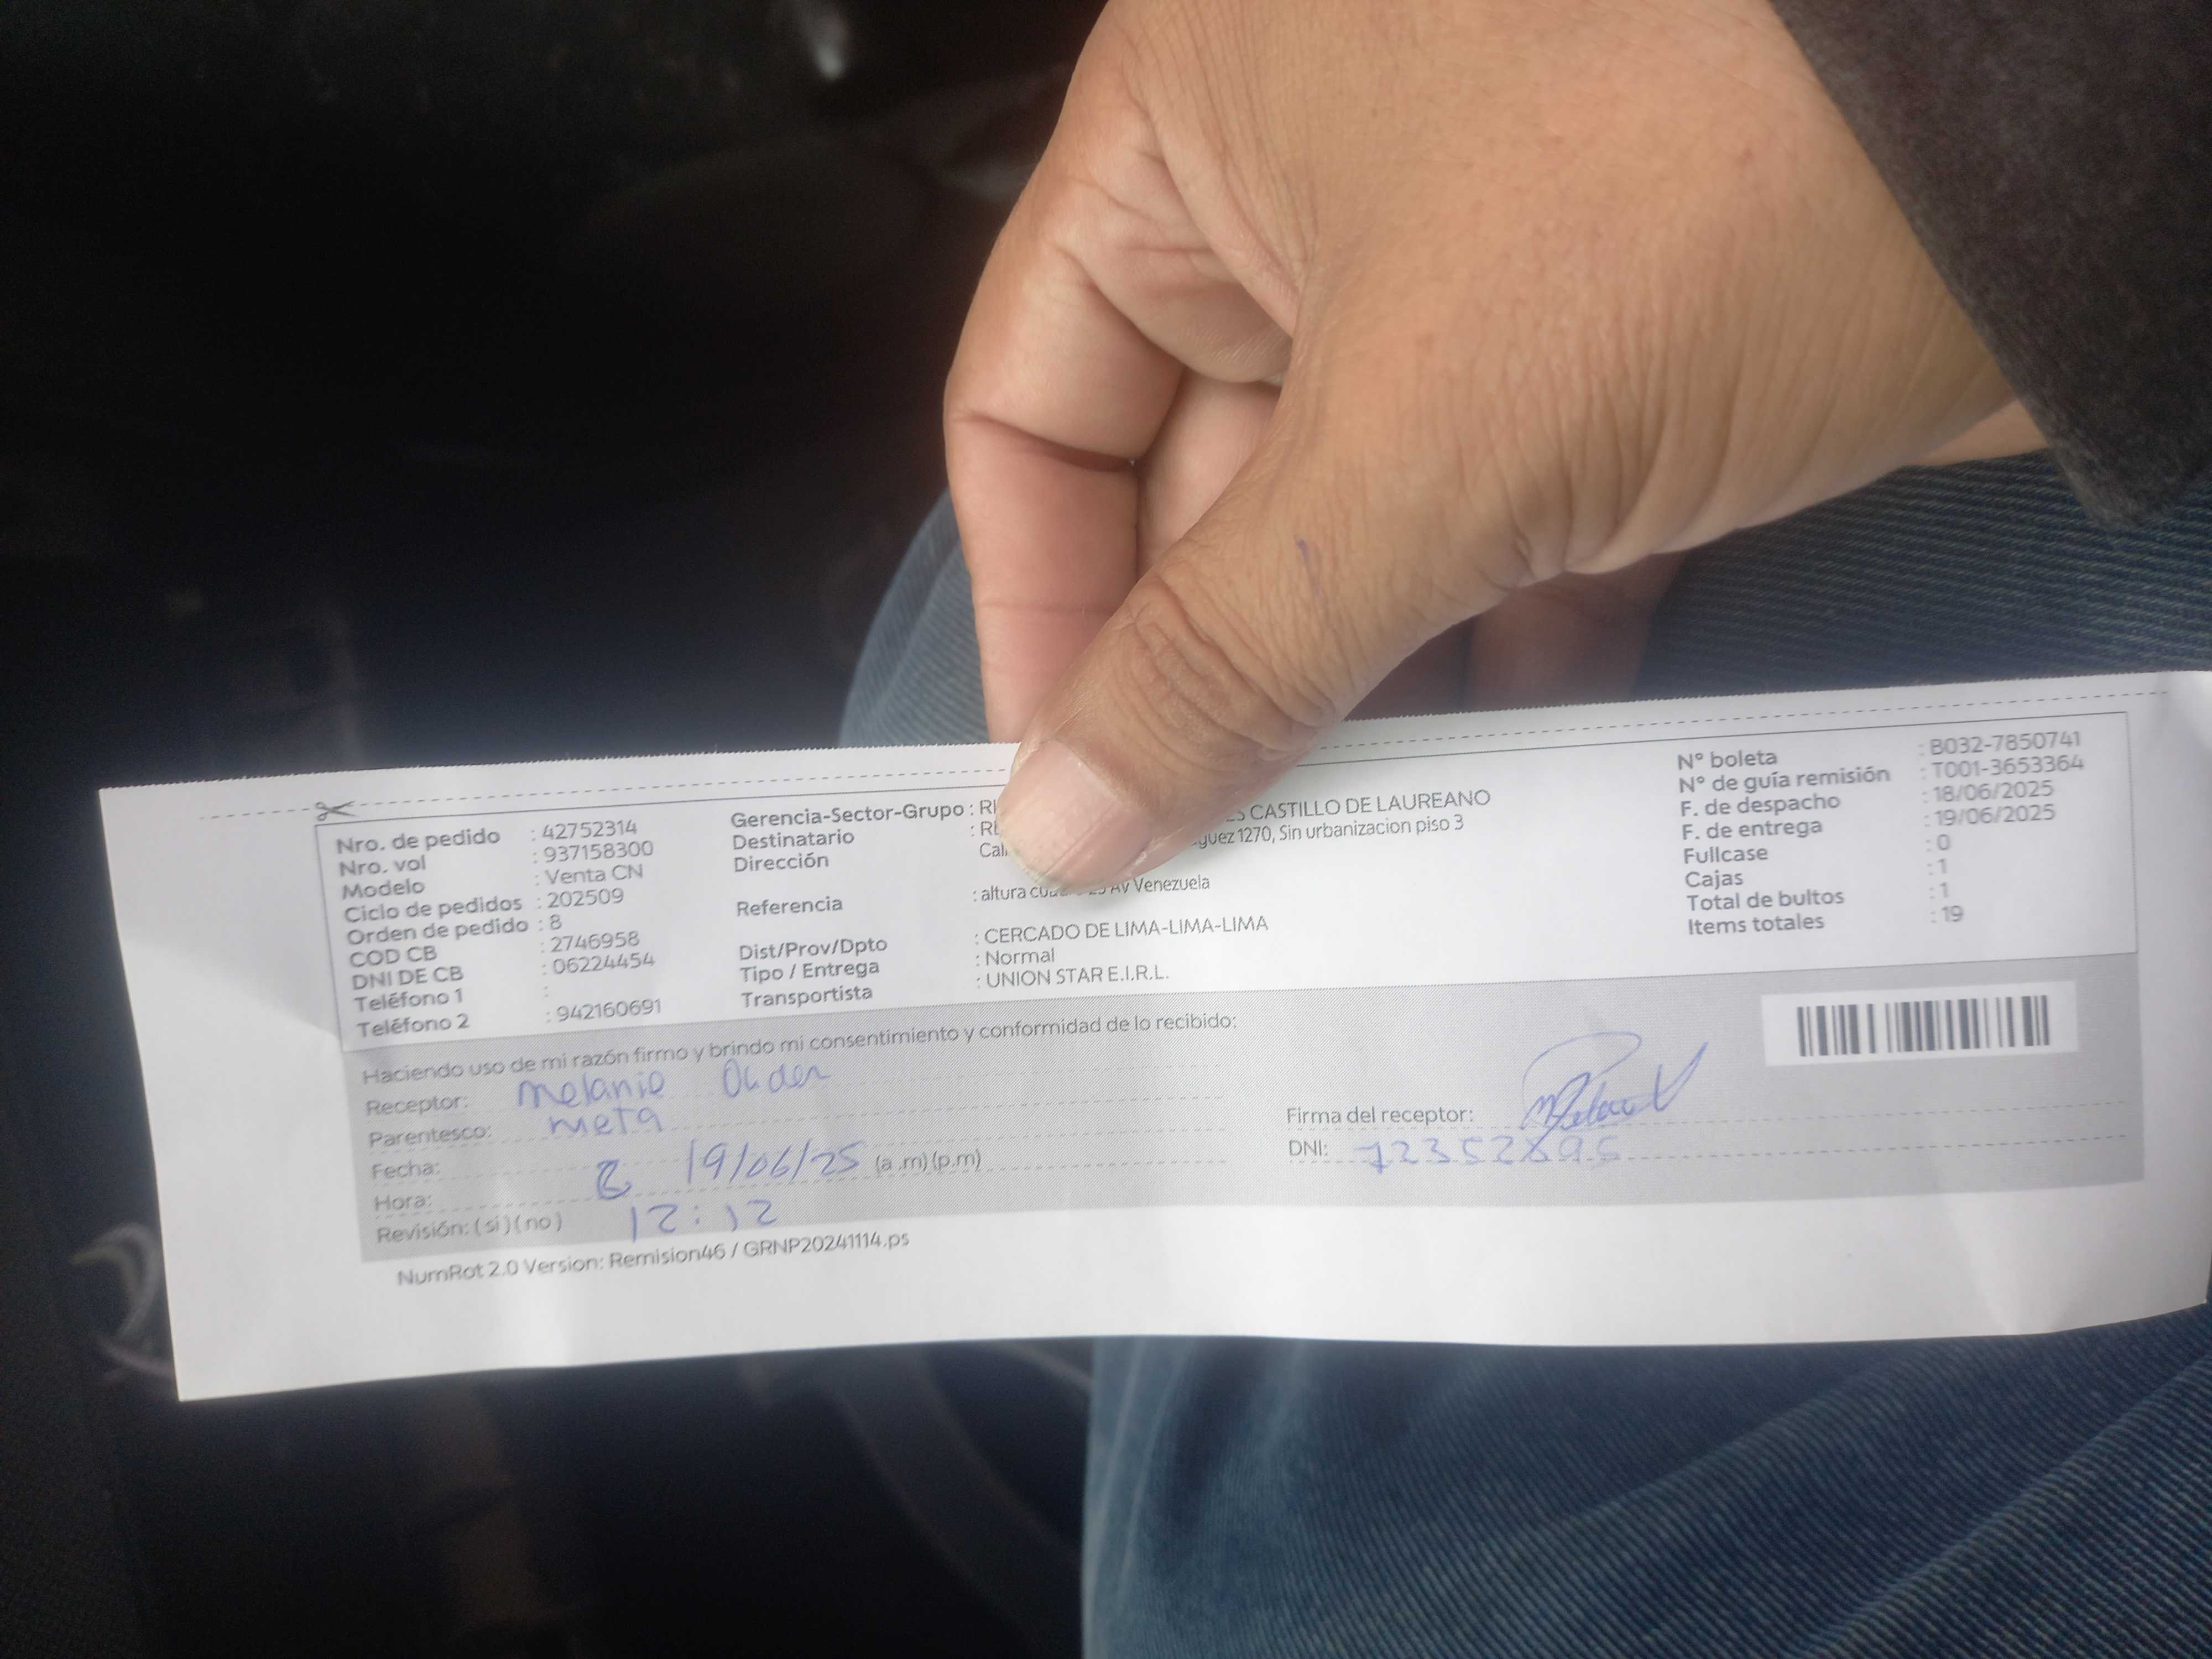 Nro. de pedido : 42752314
Nro. vol : 937158300
Modelo : Venta CN
Ciclo de pedidos : 202509
Orden de pedido : 8
COD CB : 2746958
DNI DE CB : 06224454
Teléfono 1 :
Teléfono 2 : 942160691
Gerencia-Sector-Grupo :
Destinatario : CASTILLO DE LAUREANO
Dirección 1270, Sin urbanizacion piso 3
Referencia : altura Av Venezuela
Dist/Prov/Dpto : CERCADO DE LIMA-LIMA-LIMA
Tipo / Entrega : Normal
Transportista : UNION STAR E.I.R.L.
N° boleta : B032-7850741
N° de guía remisión : T001-3653364
F. de despacho : 18/06/2025
F. de entrega : 19/06/2025
Fullcase : 0
Cajas : 1
Total de bultos : 1
Items totales : 19
Haciendo uso de mi razón firmo y brindo mi consentimiento y conformidad de lo recibido:
Receptor: Melanie
Parentesco: nieta
Fecha: 19/06/25 (a.m)(p.m)
Hora: 12:12
Revisión: (si)(no)
Firma del receptor:
DNI:
NumRot 2.0 Version: Remision46 / GRNP20241114.ps